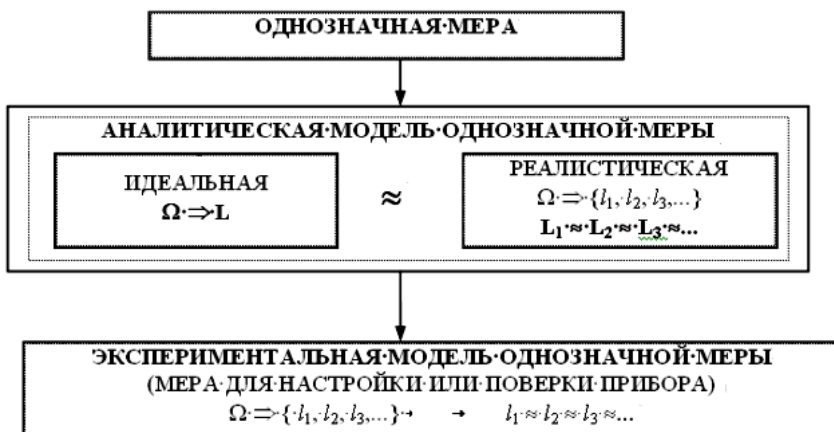 ОДНОЗНАЧНАЯ·МЕРА
АНАЛИТИЧЕСКАЯ·МОДЕЛЬ·ОДНОЗНАЧНОЙ·МЕРЫ
ИДЕАЛЬНАЯ
Ω·⇒·L
≈
РЕАЛИСТИЧЕСКАЯ
Ω·⇒·{l₁,·l₂,·l₃,...}
L₁·≈·L₂·≈·L₃·≈...
ЭКСПЕРИМЕНТАЛЬНАЯ·МОДЕЛЬ·ОДНОЗНАЧНОЙ·МЕРЫ
(МЕРА·ДЛЯ·НАСТРОЙКИ·ИЛИ·ПОВЕРКИ·ПРИБОРА)
Ω·⇒·{·l₁,·l₂,·l₃,...}·→ → l₁·≈·l₂·≈·l₃·≈...